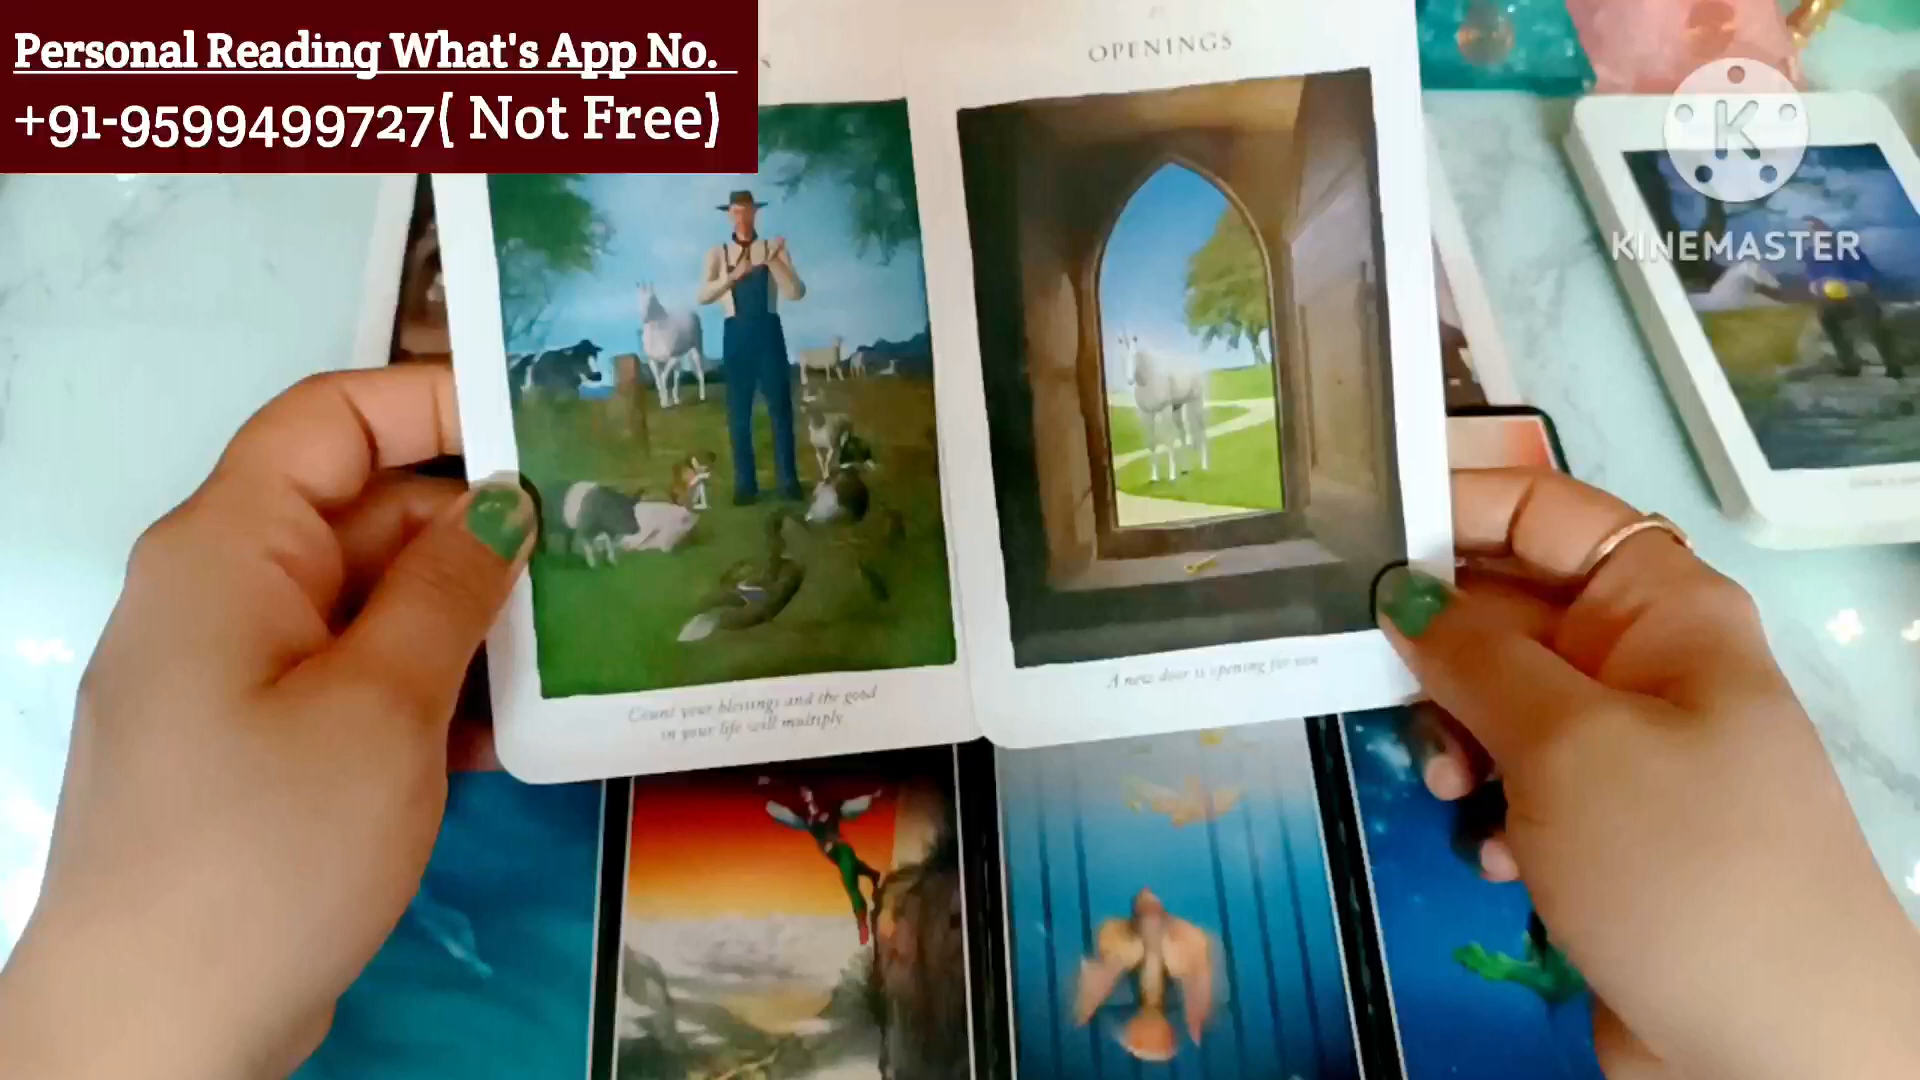 Personal Reading What's App No.
+91-9599499727( Not Free)
OPENINGS
KINEMASTER
Count your blessings and the good
in your life will multiply
A new door is opening for you